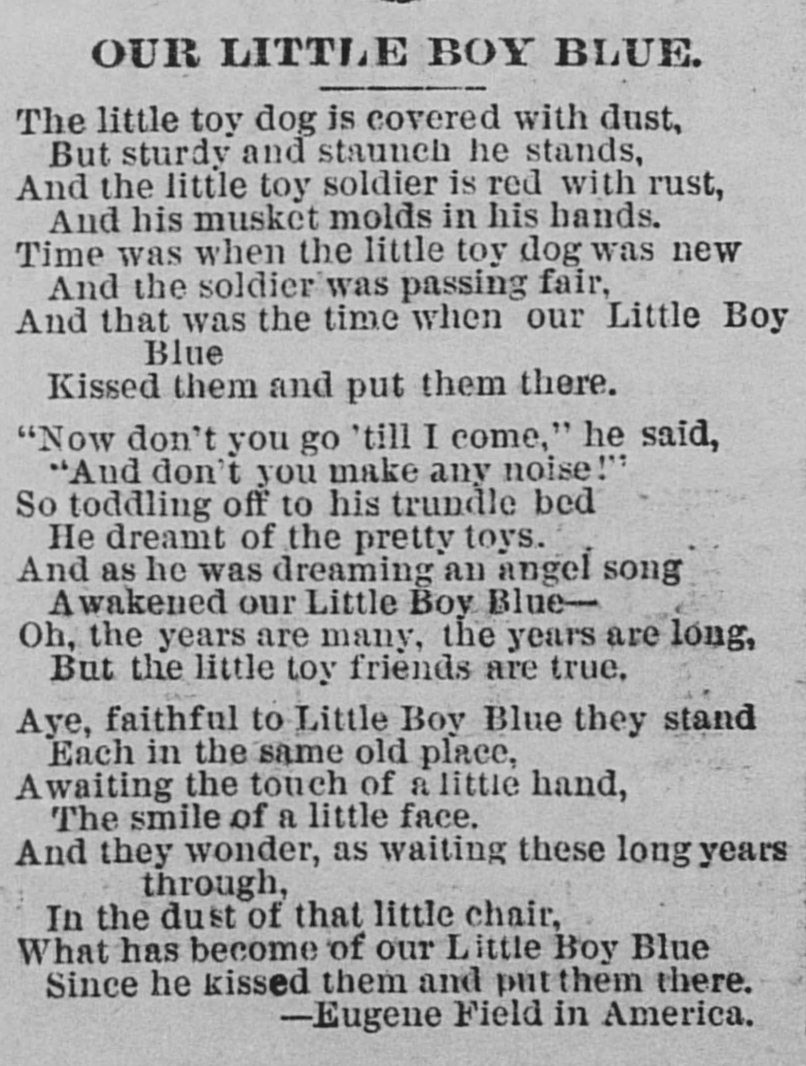 OUR LITTLE BOY BLUE.
The little toy dog is covered with dust,
But sturdy and staunch he stands,
And the little toy soldier is red with rust,
And his musket molds in his hands.
Time was when the little toy dog was new
And the soldier was passing fair,
And that was the time when our Little Boy
Blue
Kissed them and put them there.
"Now don't you go 'till I come," he said,
"And don't you make any noise!"
So toddling off to his trundle bed
He dreamt of the pretty toys.
And as he was dreaming an angel song
Awakened our Little Boy Blue—
Oh, the years are many, the years are long,
But the little toy friends are true.
Aye, faithful to Little Boy Blue they stand
Each in the same old place,
Awaiting the touch of a little hand,
The smile of a little face.
And they wonder, as waiting these long years
through,
In the dust of that little chair,
What has become of our Little Boy Blue
Since he kissed them and put them there.
—Eugene Field in America.